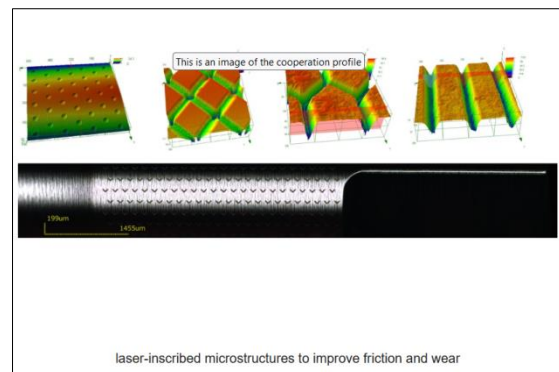 This is an image of the cooperation profile
199um
1455um
laser-inscribed microstructures to improve friction and wear